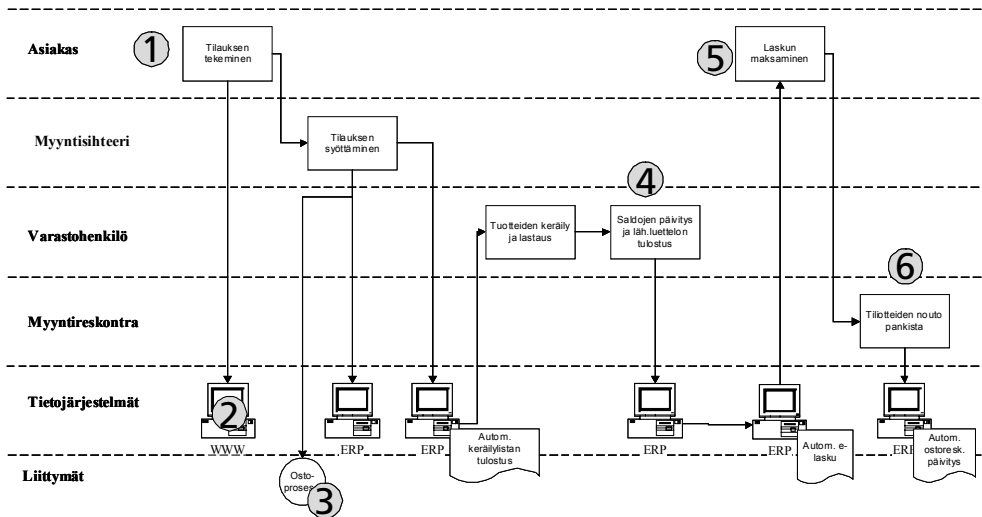 Asiakas
1
Tilauksen
tekeminen
5
Laskun
maksaminen
Myyntisihteeri
Tilauksen
syöttäminen
4
Varastohenkilö
Tuotteiden keräily
ja lastaus
Saldojen päivitys
ja läh.luettelon
tulostus
6
Myyntireskontra
Tiliotteiden nouto
pankista
Tietojärjestelmät
2
WWW
ERP
ERP
Autom.
keräilylistan
tulostus
ERP
ERP
Autom. e-
lasku
Autom.
ostoresk.
päivitys
Liittymät
Osto-
3